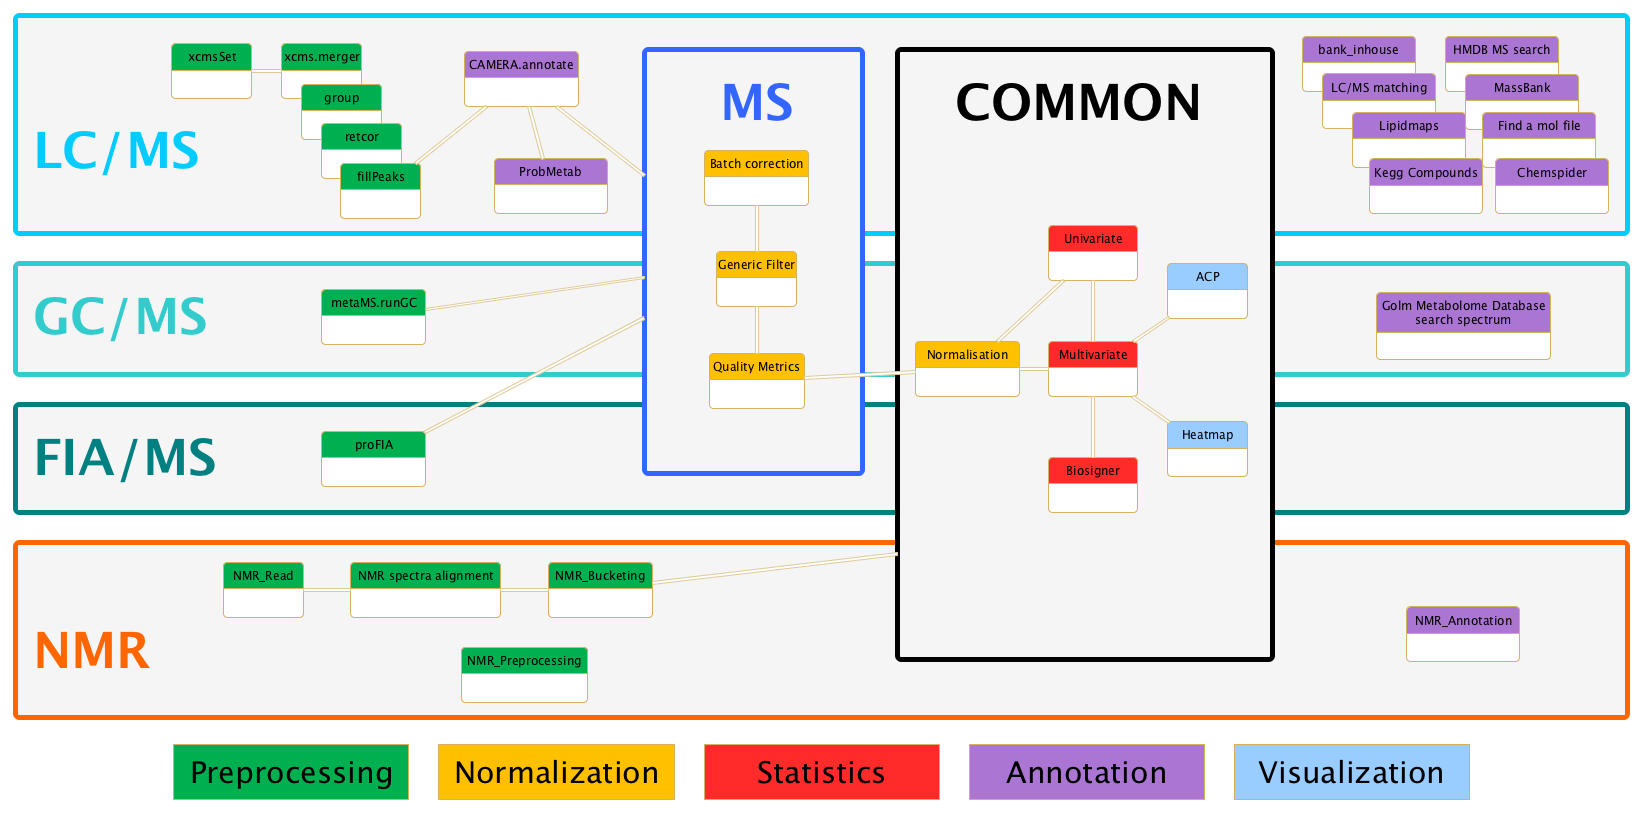 LC/MS
xcmsSet
xcms.merger
group
retcor
fillPeaks
CAMERA.annotate
ProbMetab
MS
Batch correction
Generic Filter
Quality Metrics
COMMON
Univariate
ACP
Normalisation
Multivariate
Heatmap
Biosigner
bank_inhouse
HMDB MS search
LC/MS matching
MassBank
Lipidmaps
Find a mol file
Kegg Compounds
Chemspider
GC/MS
metaMS.runGC
Golm Metabolome Database
search spectrum
FIA/MS
proFIA
NMR
NMR_Read
NMR spectra alignment
NMR_Bucketing
NMR_Preprocessing
NMR_Annotation
Preprocessing
Normalization
Statistics
Annotation
Visualization